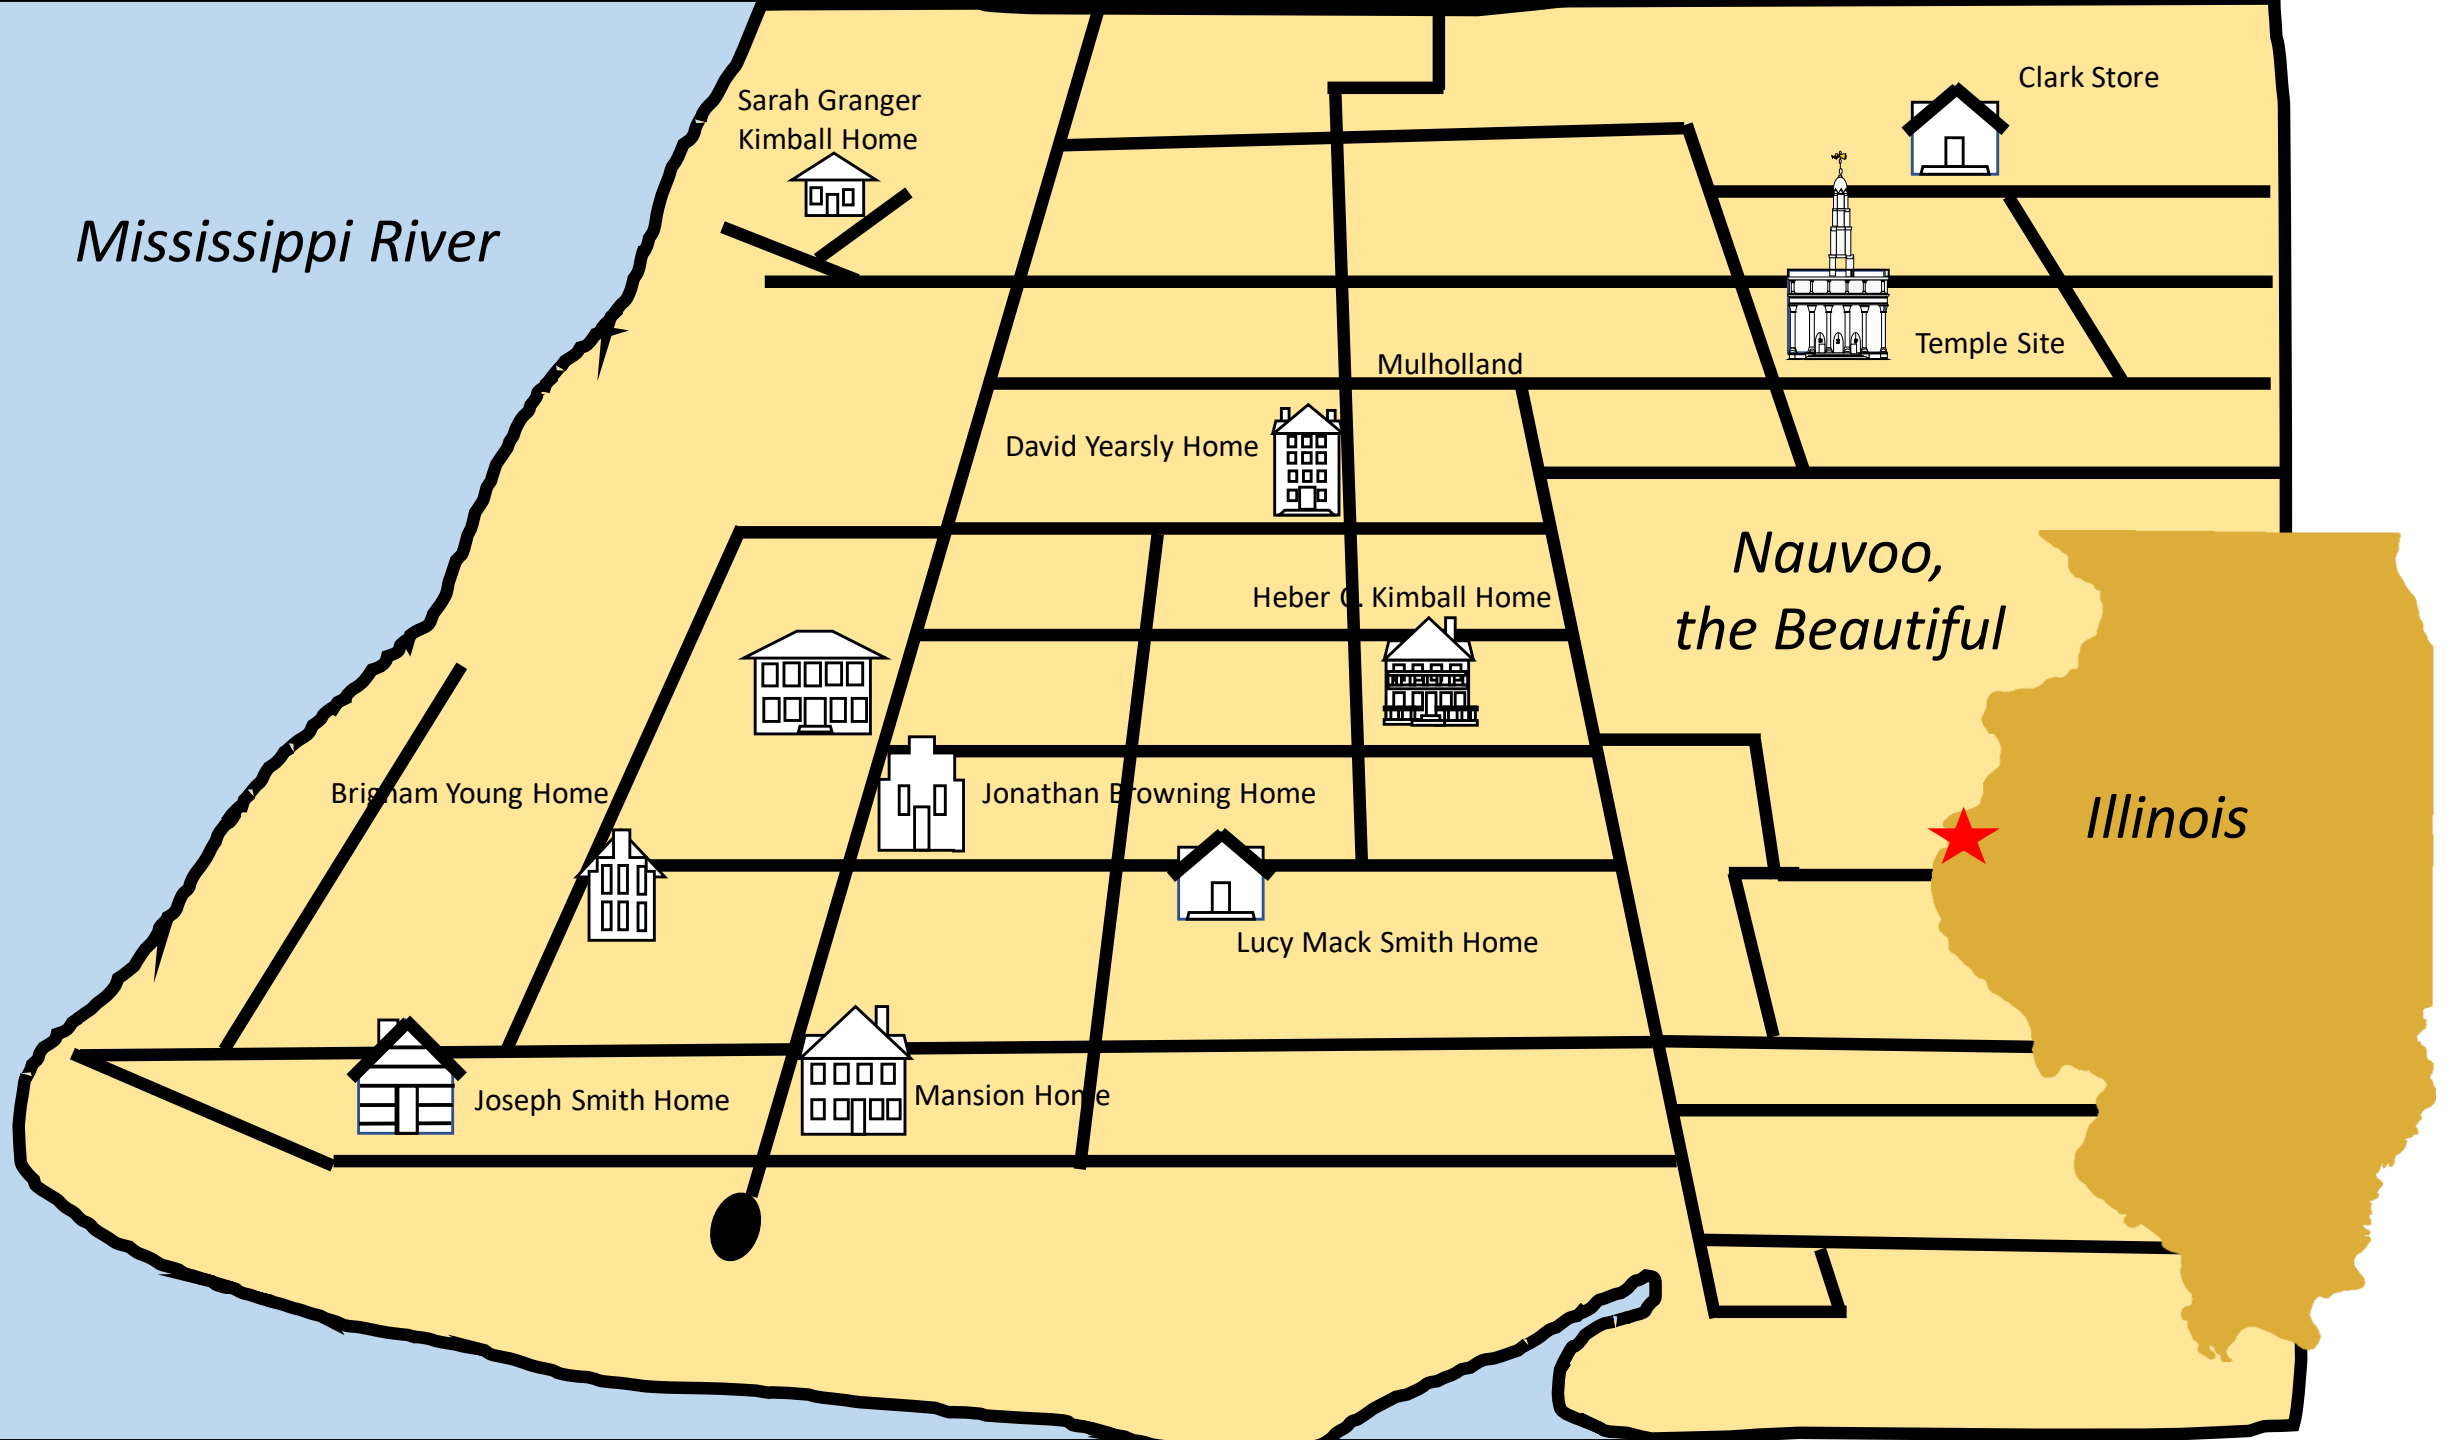 Clark Store
Sarah Granger
Kimball Home
Mississippi River
Temple Site
Mulholland
David Yearsly Home
Nauvoo,
the Beautiful
Heber C. Kimball Home
Brigham Young Home
Jonathan Browning Home
Illinois
Lucy Mack Smith Home
Joseph Smith Home
Mansion Home